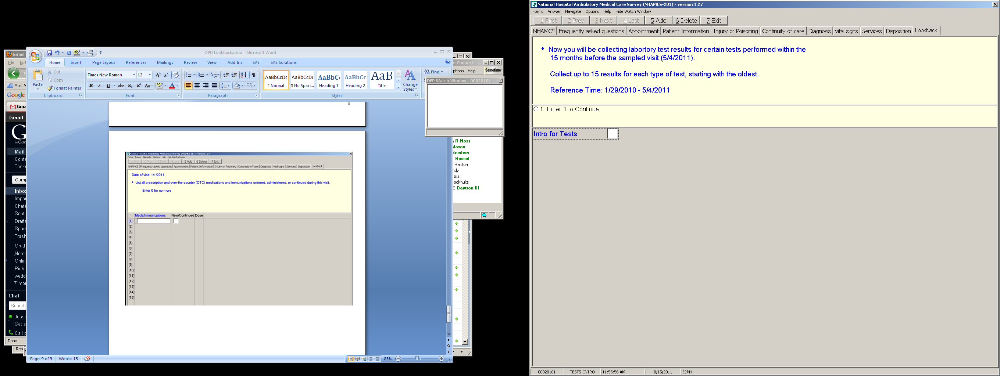 Gmail
File Edi
Most V
Google
Gma
Gmail
by Goo
Mail
Conta
Tasks
Comp
Inbo
Impor
Chats
Sent
Drafts
Spam
Trash
Grad
Notes
Onlin
Rich
wedd
7 mor
Chat
Search
Jessi
Set s
Call p
Done
Rea
OPD Lookback.docx - Microsoft Word
Home Insert Page Layout References Mailings Review View Add-Ins SAS SAS Solutions
Paste Cut Copy Format Painter
Clipboard
Times New Roman 12
Font
Paragraph
AaBbCcDc AaBbCcDc AaBbC AaBbCc AaB
¶ Normal ¶ No Spaci... Heading 1 Heading 2 Title
Change Styles
Styles
Find
8
National Hospital Ambulatory Medical Care Survey (NHAMCS-201) - version 1.27
Forms Answer Navigate Options Help Hide Watch Window
1 First 2 Prev 3 Next 4 Last 5 Add 6 Delete 7 Exit
NHAMCS Frequently asked questions Appointment Patient Information Injury or Poisoning Continuity of care Diagnosis vital signs Services Disposition Lookback
Date of visit: 1/1/2011
♦ List all prescription and over-the-counter (OTC) medications and immunizations ordered, administered, or continued during this visit.
Enter 0 for no more
Meds/Immunizations New/Continued Dose
[1]
[2]
[3]
[4]
[5]
[6]
[7]
[8]
[9]
[10]
[11]
[12]
[13]
[14]
[15]
Page: 9 of 9 Words: 15 85%
e Connect - ...
ptions Help Sametime
DEP Watch Window - 00020101
R Noss
Mason
Gerstein
Heimel
Heiston
ndy
oss
ookhultz
E Dawson III
%
National Hospital Ambulatory Medical Care Survey (NHAMCS-201) - version 1.27
Forms Answer Navigate Options Help Hide Watch Window
1 First 2 Prev 3 Next 4 Last 5 Add 6 Delete 7 Exit
NHAMCS Frequently asked questions Appointment Patient Information Injury or Poisoning Continuity of care Diagnosis vital signs Services Disposition Lookback
♦ Now you will be collecting labortory test results for certain tests performed within the
15 months before the sampled visit (5/4/2011).
Collect up to 15 results for each type of test, starting with the oldest.
Reference Time: 1/29/2010 - 5/4/2011
1. Enter 1 to Continue
Intro for Tests
00020101 TESTS_INTRO 11:55:56 AM 8/15/2011 32/44